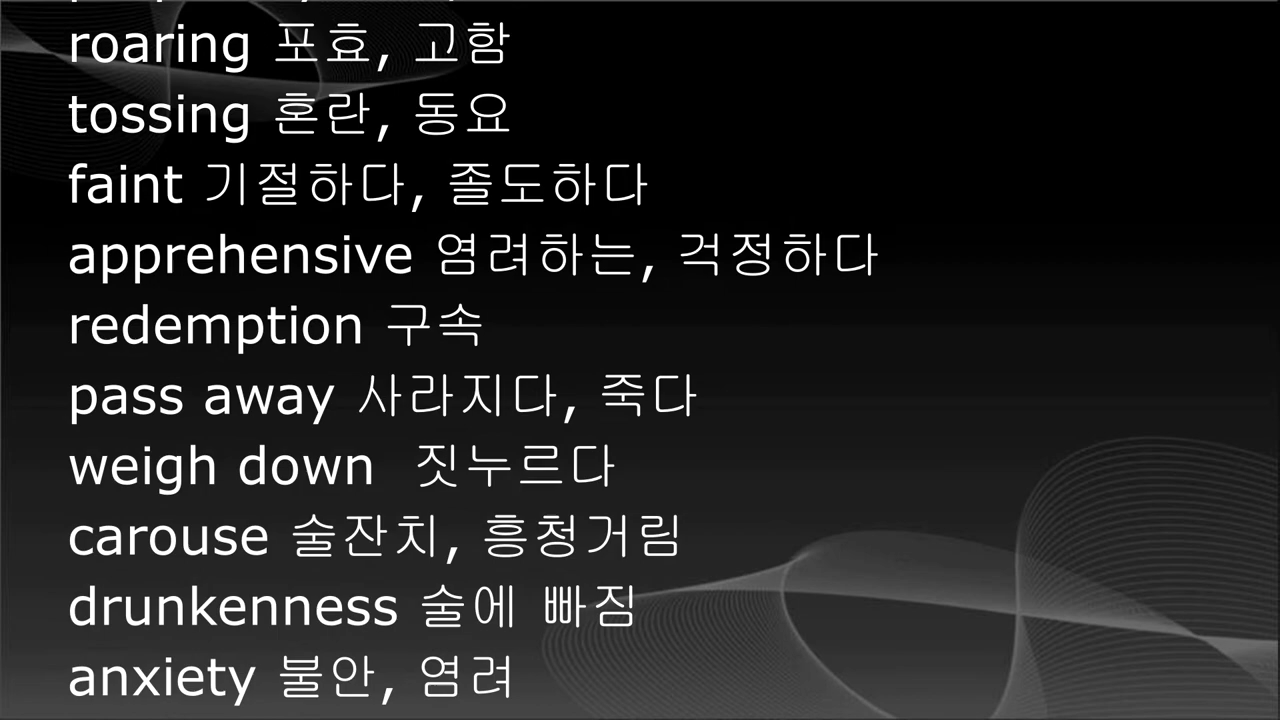 roaring 포효, 고함
tossing 혼란, 동요
faint 기절하다, 졸도하다
apprehensive 염려하는, 걱정하다
redemption 구속
pass away 사라지다, 죽다
weigh down 짓누르다
carouse 술잔치, 흥청거림
drunkenness 술에 빠짐
anxiety 불안, 염려